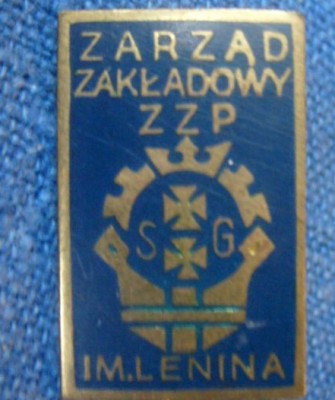 ZARZĄD
ZAKŁADOWY
ZZP
S G
IM.LENINA